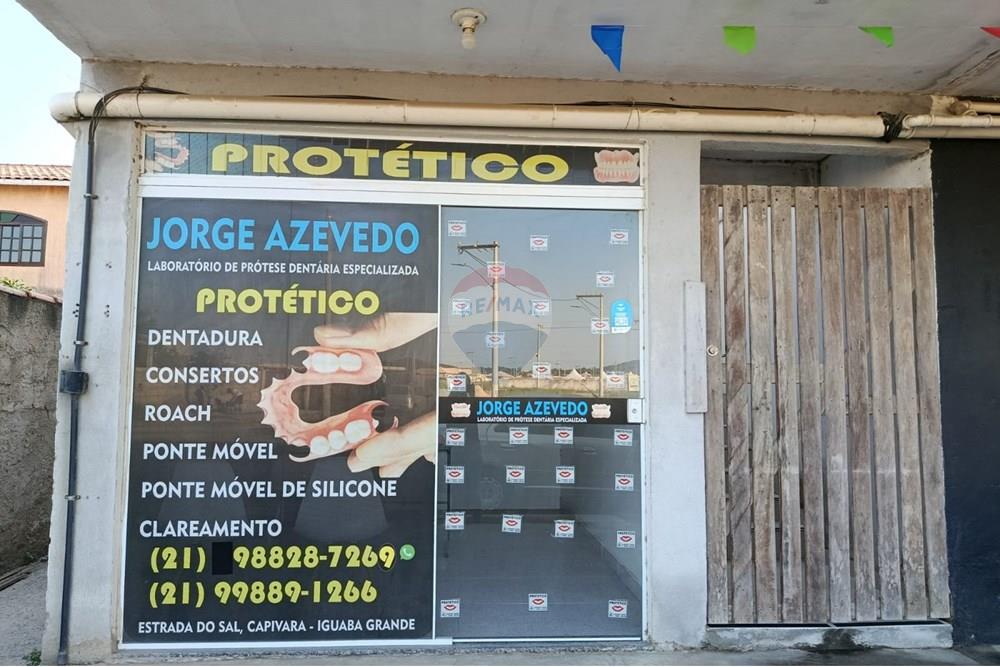 PROTÉTICO
JORGE AZEVEDO
LABORATÓRIO DE PRÓTESE DENTÁRIA ESPECIALIZADA
PROTÉTICO
DENTADURA
CONSERTOS
ROACH
PONTE MÓVEL
PONTE MÓVEL DE SILICONE
CLAREAMENTO
(21) 98828-7269
(21) 99889-1266
ESTRADA DO SAL, CAPIVARA - IGUABA GRANDE
RE/MAX
JORGE AZEVEDO
LABORATÓRIO DE PRÓTESE DENTÁRIA ESPECIALIZADA